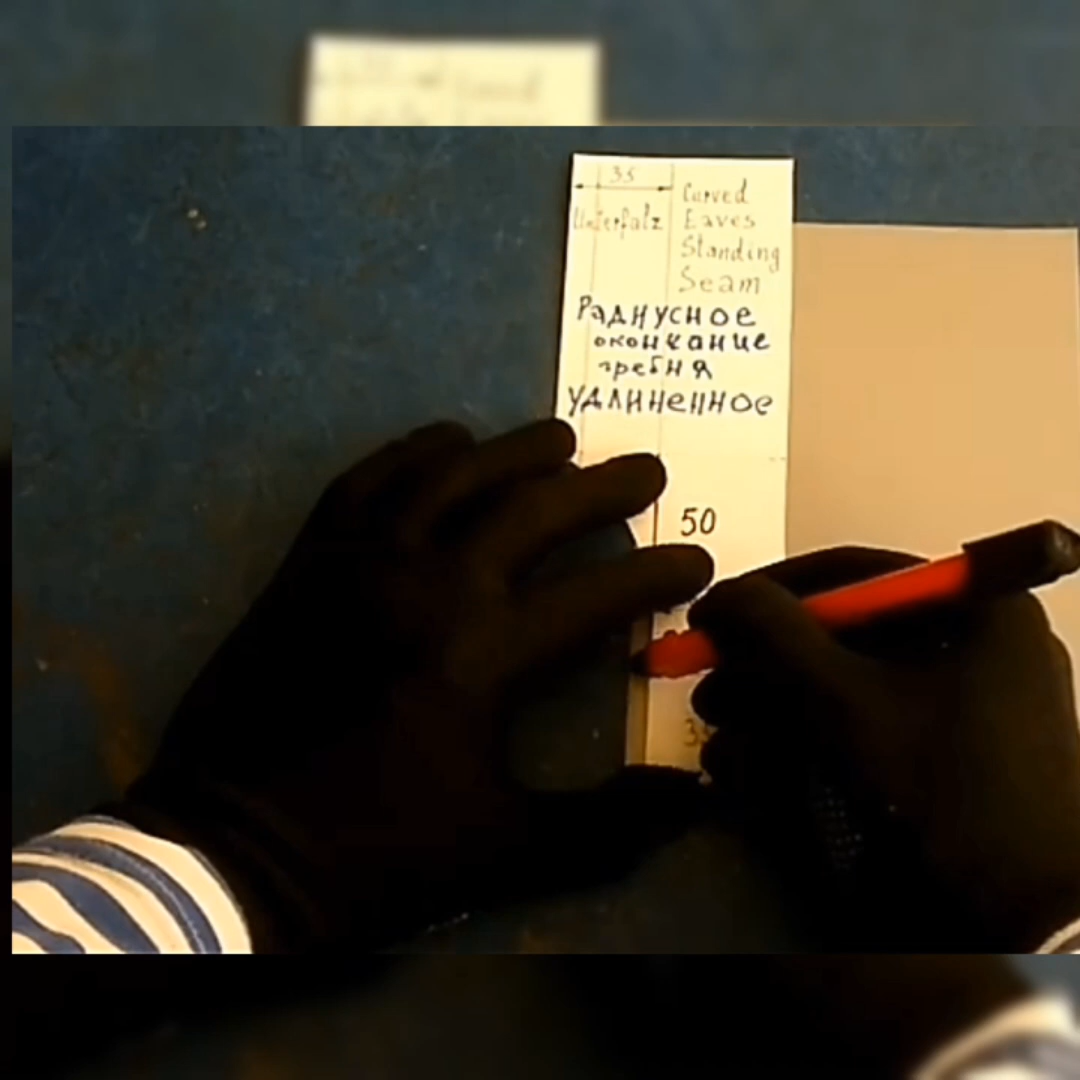 35
Unterfalz
Curved
Eaves
Standing
Seam
Радиусное
окончание
гребня
удлиненное
50